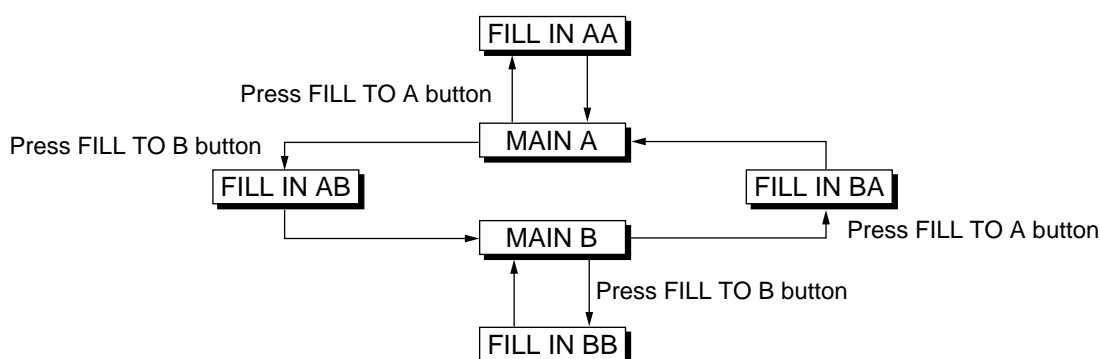 FILL IN AA
Press FILL TO A button
MAIN A
Press FILL TO B button
FILL IN AB
FILL IN BA
MAIN B
Press FILL TO A button
Press FILL TO B button
FILL IN BB